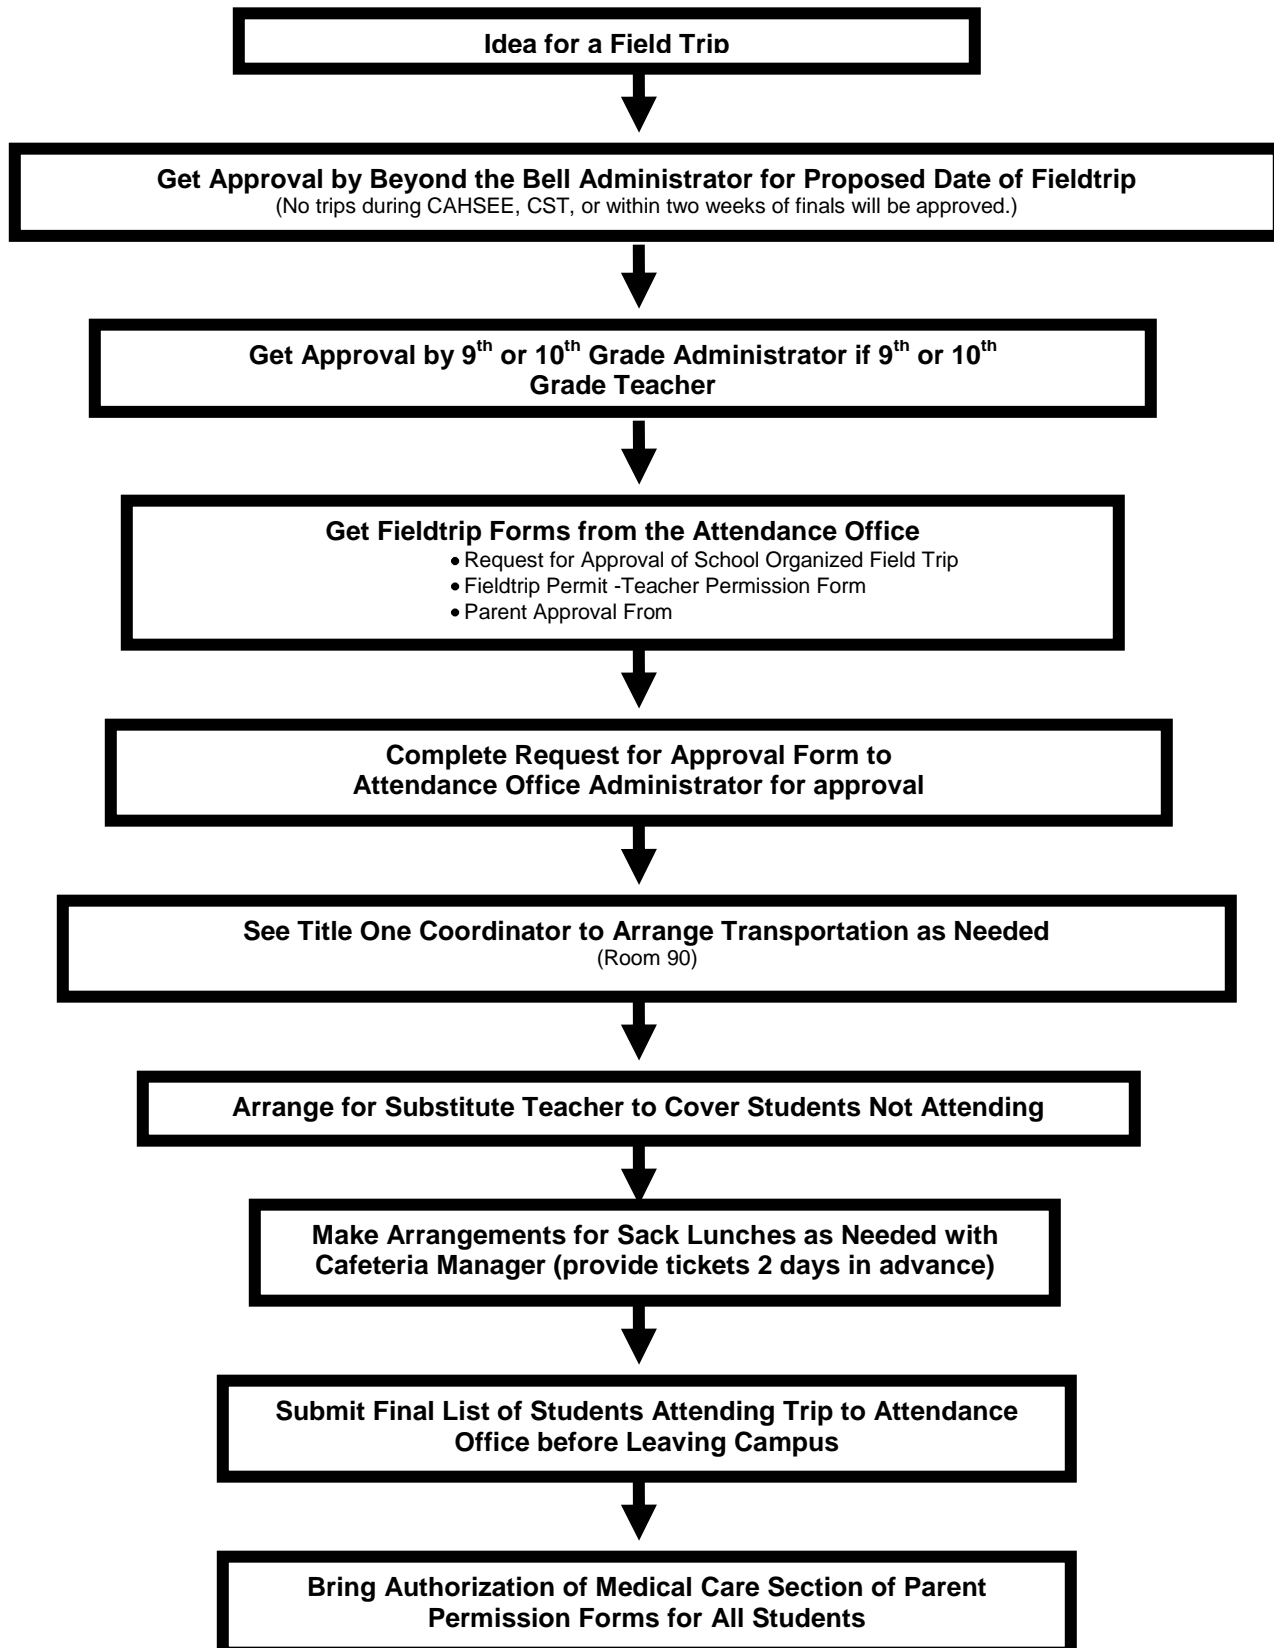 Idea for a Field Trip
Get Approval by Beyond the Bell Administrator for Proposed Date of Fieldtrip
(No trips during CAHSEE, CST, or within two weeks of finals will be approved.)
Get Approval by 9th or 10th Grade Administrator if 9th or 10th
Grade Teacher
Get Fieldtrip Forms from the Attendance Office
• Request for Approval of School Organized Field Trip
• Fieldtrip Permit -Teacher Permission Form
• Parent Approval From
Complete Request for Approval Form to
Attendance Office Administrator for approval
See Title One Coordinator to Arrange Transportation as Needed
(Room 90)
Arrange for Substitute Teacher to Cover Students Not Attending
Make Arrangements for Sack Lunches as Needed with
Cafeteria Manager (provide tickets 2 days in advance)
Submit Final List of Students Attending Trip to Attendance
Office before Leaving Campus
Bring Authorization of Medical Care Section of Parent
Permission Forms for All Students